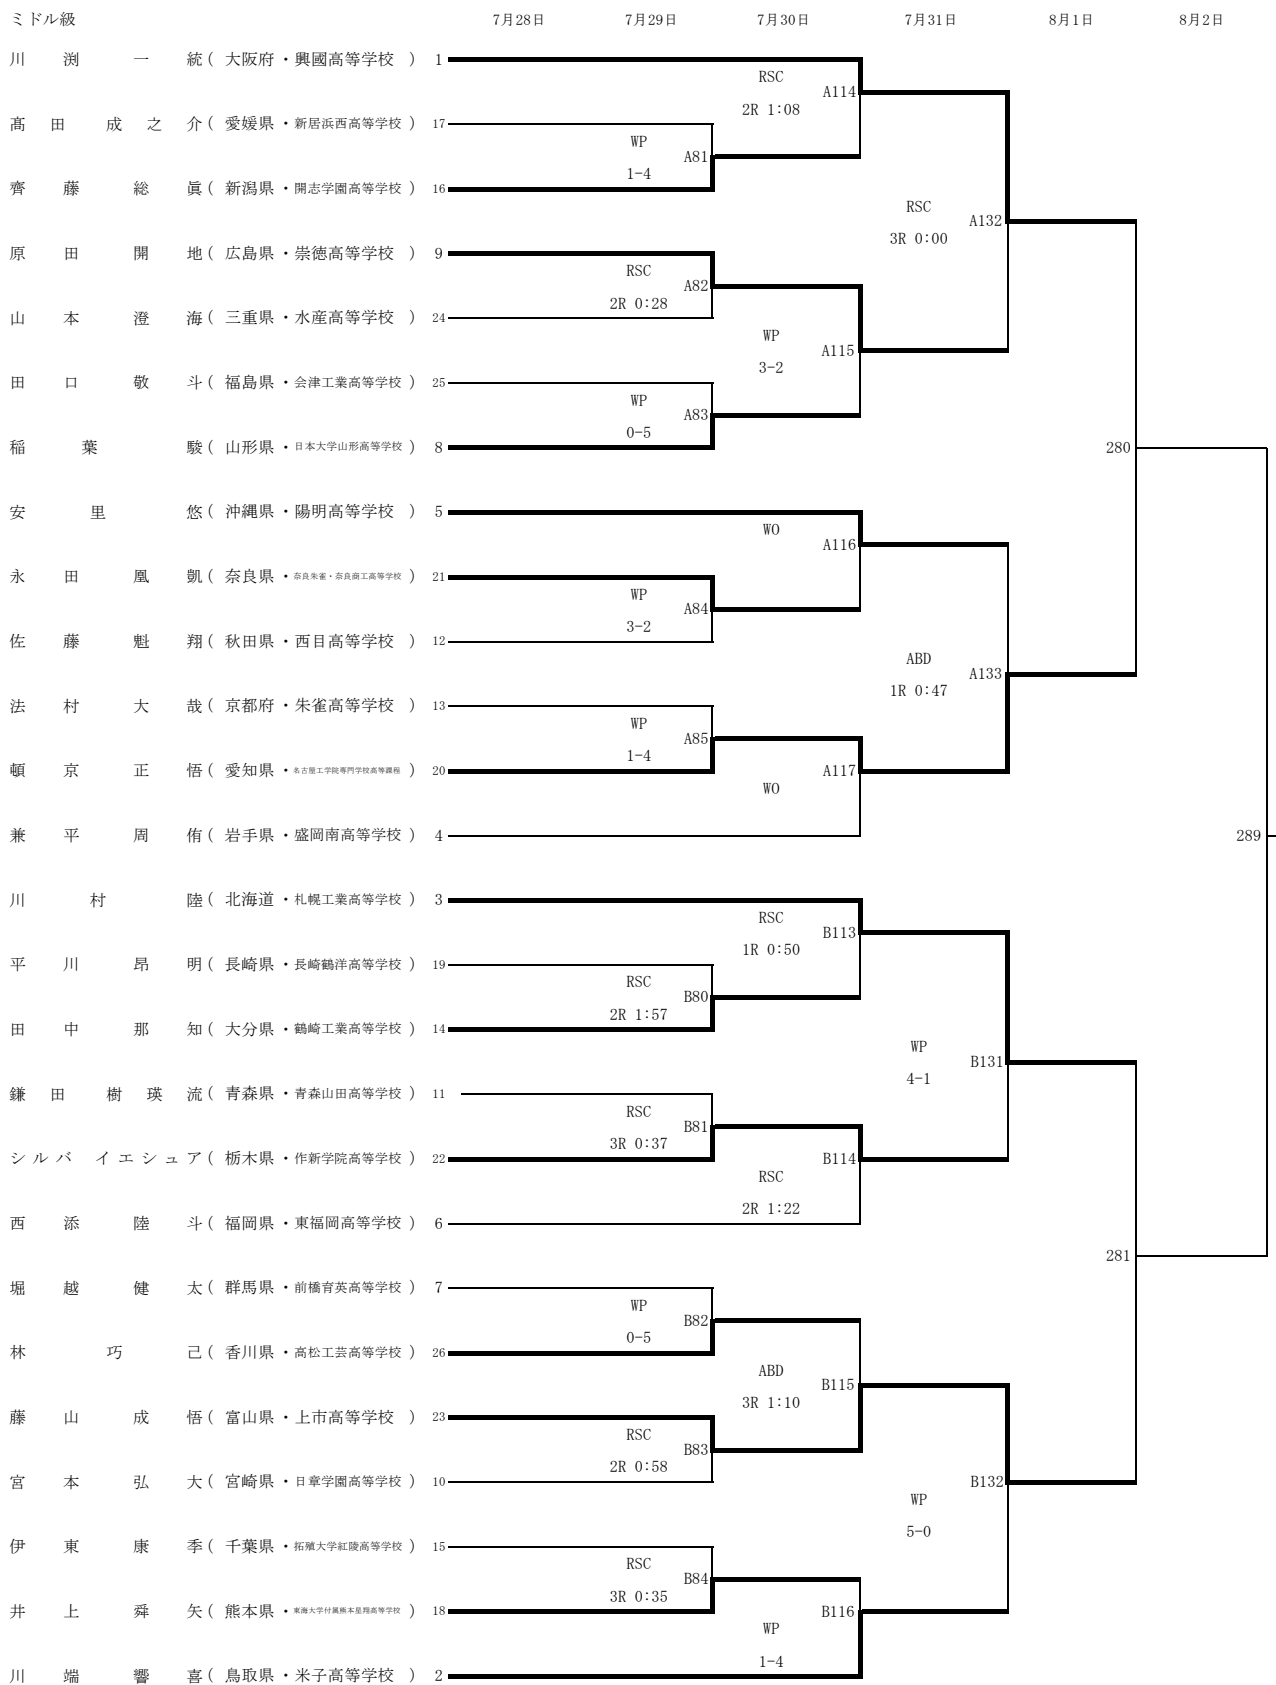 ミドル級 7月28日 7月29日 7月30日 7月31日 8月1日 8月2日
川渕一統( 大阪府・興國高等学校 ) 1
RSC
A114
2R 1:08
髙田成之介( 愛媛県・新居浜西高等学校 ) 17
WP
A81
1-4
齊藤総眞( 新潟県・開志学園高等学校 ) 16
RSC
A132
3R 0:00
原田開地( 広島県・崇徳高等学校 ) 9
RSC
A82
2R 0:28
山本澄海( 三重県・水産高等学校 ) 24
WP
A115
3-2
田口敬斗( 福島県・会津工業高等学校 ) 25
WP
A83
0-5
稲葉駿( 山形県・日本大学山形高等学校 ) 8
280
安里悠( 沖縄県・陽明高等学校 ) 5
WO
A116
永田凰凱( 奈良県・奈良朱雀・奈良商工高等学校 ) 21
WP
A84
3-2
佐藤魁翔( 秋田県・西目高等学校 ) 12
ABD
A133
1R 0:47
法村大哉( 京都府・朱雀高等学校 ) 13
WP
A85
1-4
頓京正悟( 愛知県・名古屋工学院専門学校高等課程 ) 20
A117
WO
兼平周侑( 岩手県・盛岡南高等学校 ) 4
289
川村陸( 北海道・札幌工業高等学校 ) 3
RSC
B113
1R 0:50
平川昂明( 長崎県・長崎鶴洋高等学校 ) 19
RSC
B80
2R 1:57
田中那知( 大分県・鶴崎工業高等学校 ) 14
WP
B131
4-1
鎌田樹瑛流( 青森県・青森山田高等学校 ) 11
RSC
B81
3R 0:37
シルバ イエシュア( 栃木県・作新学院高等学校 ) 22
B114
RSC
2R 1:22
西添陸斗( 福岡県・東福岡高等学校 ) 6
281
堀越健太( 群馬県・前橋育英高等学校 ) 7
WP
B82
0-5
林巧己( 香川県・高松工芸高等学校 ) 26
ABD
B115
3R 1:10
藤山成悟( 富山県・上市高等学校 ) 23
RSC
B83
2R 0:58
宮本弘大( 宮崎県・日章学園高等学校 ) 10
B132
WP
5-0
伊東康季( 千葉県・拓殖大学紅陵高等学校 ) 15
RSC
B84
3R 0:35
井上舜矢( 熊本県・東海大学付属熊本星翔高等学校 ) 18
B116
WP
1-4
川端響喜( 鳥取県・米子高等学校 ) 2